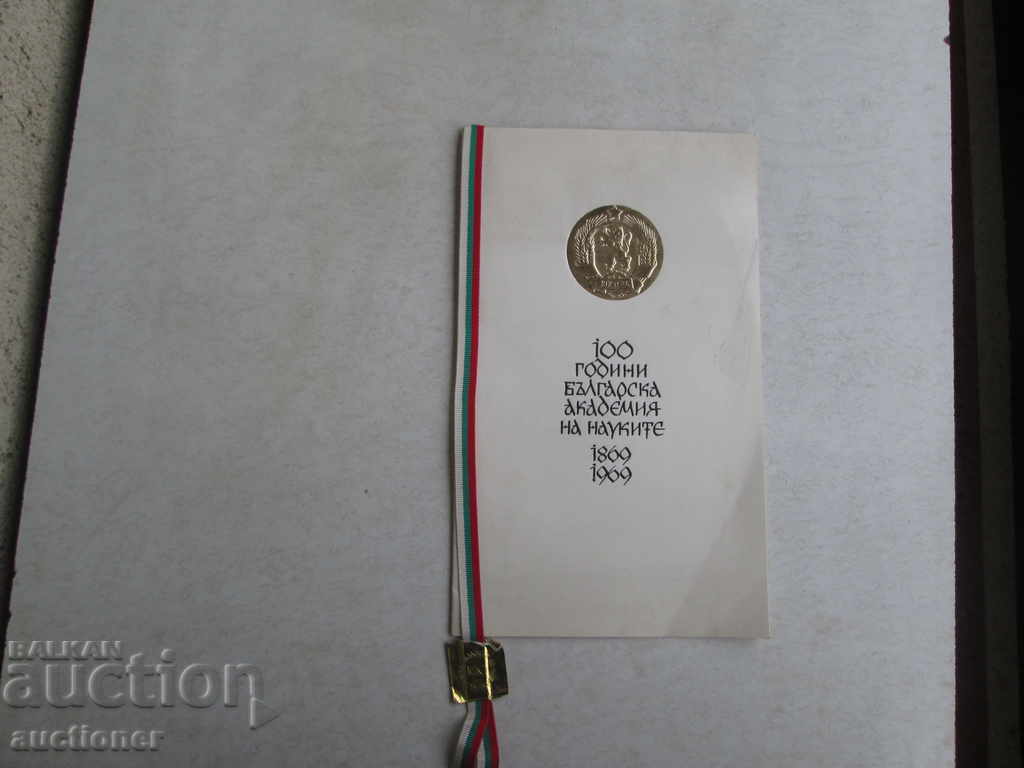 100
ГОДИНИ
БЪЛГАРСКА
АКАДЕМИЯ
НА НАУКИТЕ
1869
1969
BALKAN
auction
auctioner